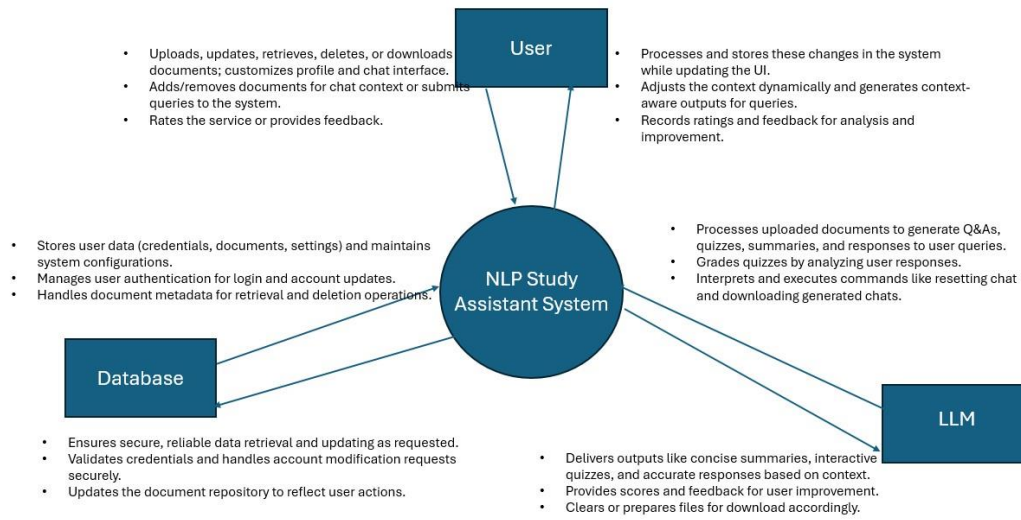 User
• Uploads, updates, retrieves, deletes, or downloads
documents; customizes profile and chat interface.
• Adds/removes documents for chat context or submits
queries to the system.
• Rates the service or provides feedback.
• Processes and stores these changes in the system
while updating the UI.
• Adjusts the context dynamically and generates context-
aware outputs for queries.
• Records ratings and feedback for analysis and
improvement.
• Stores user data (credentials, documents, settings) and maintains
system configurations.
• Manages user authentication for login and account updates.
• Handles document metadata for retrieval and deletion operations.
NLP Study
Assistant System
• Processes uploaded documents to generate Q&As,
quizzes, summaries, and responses to user queries.
• Grades quizzes by analyzing user responses.
• Interprets and executes commands like resetting chat
and downloading generated chats.
Database
LLM
• Ensures secure, reliable data retrieval and updating as requested.
• Validates credentials and handles account modification requests
securely.
• Updates the document repository to reflect user actions.
• Delivers outputs like concise summaries, interactive
quizzes, and accurate responses based on context.
• Provides scores and feedback for user improvement.
• Clears or prepares files for download accordingly.